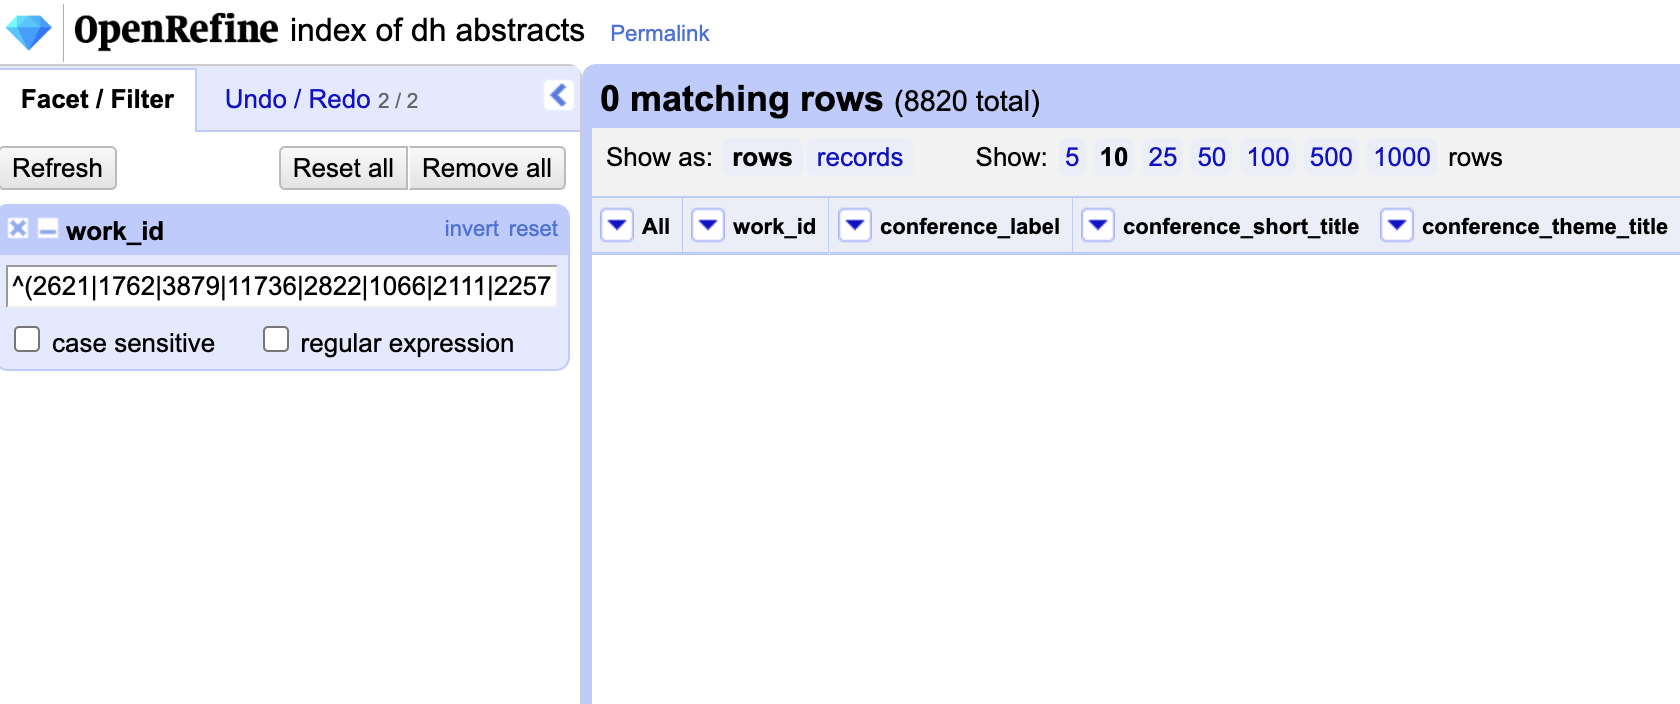 OpenRefine index of dh abstracts Permalink
Facet / Filter Undo / Redo 2 / 2
Refresh Reset all Remove all
work_id invert reset
^(2621|1762|3879|11736|2822|1066|2111|2257
case sensitive regular expression
0 matching rows (8820 total)
Show as: rows records Show: 5 10 25 50 100 500 1000 rows
All work_id conference_label conference_short_title conference_theme_title